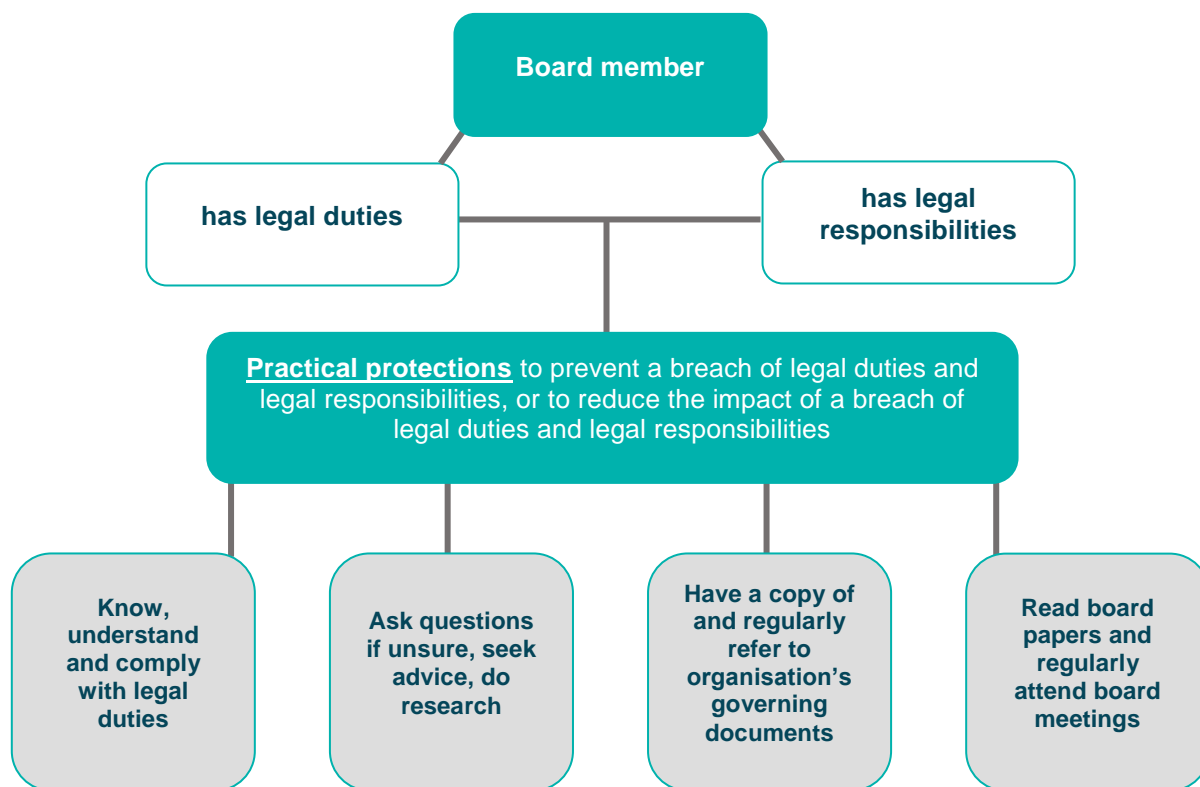 Board member
has legal duties
has legal
responsibilities
Practical protections to prevent a breach of legal duties and
legal responsibilities, or to reduce the impact of a breach of
legal duties and legal responsibilities
Know,
understand
and comply
with legal
duties
Ask questions
if unsure, seek
advice, do
research
Have a copy of
and regularly
refer to
organisation’s
governing
documents
Read board
papers and
regularly
attend board
meetings